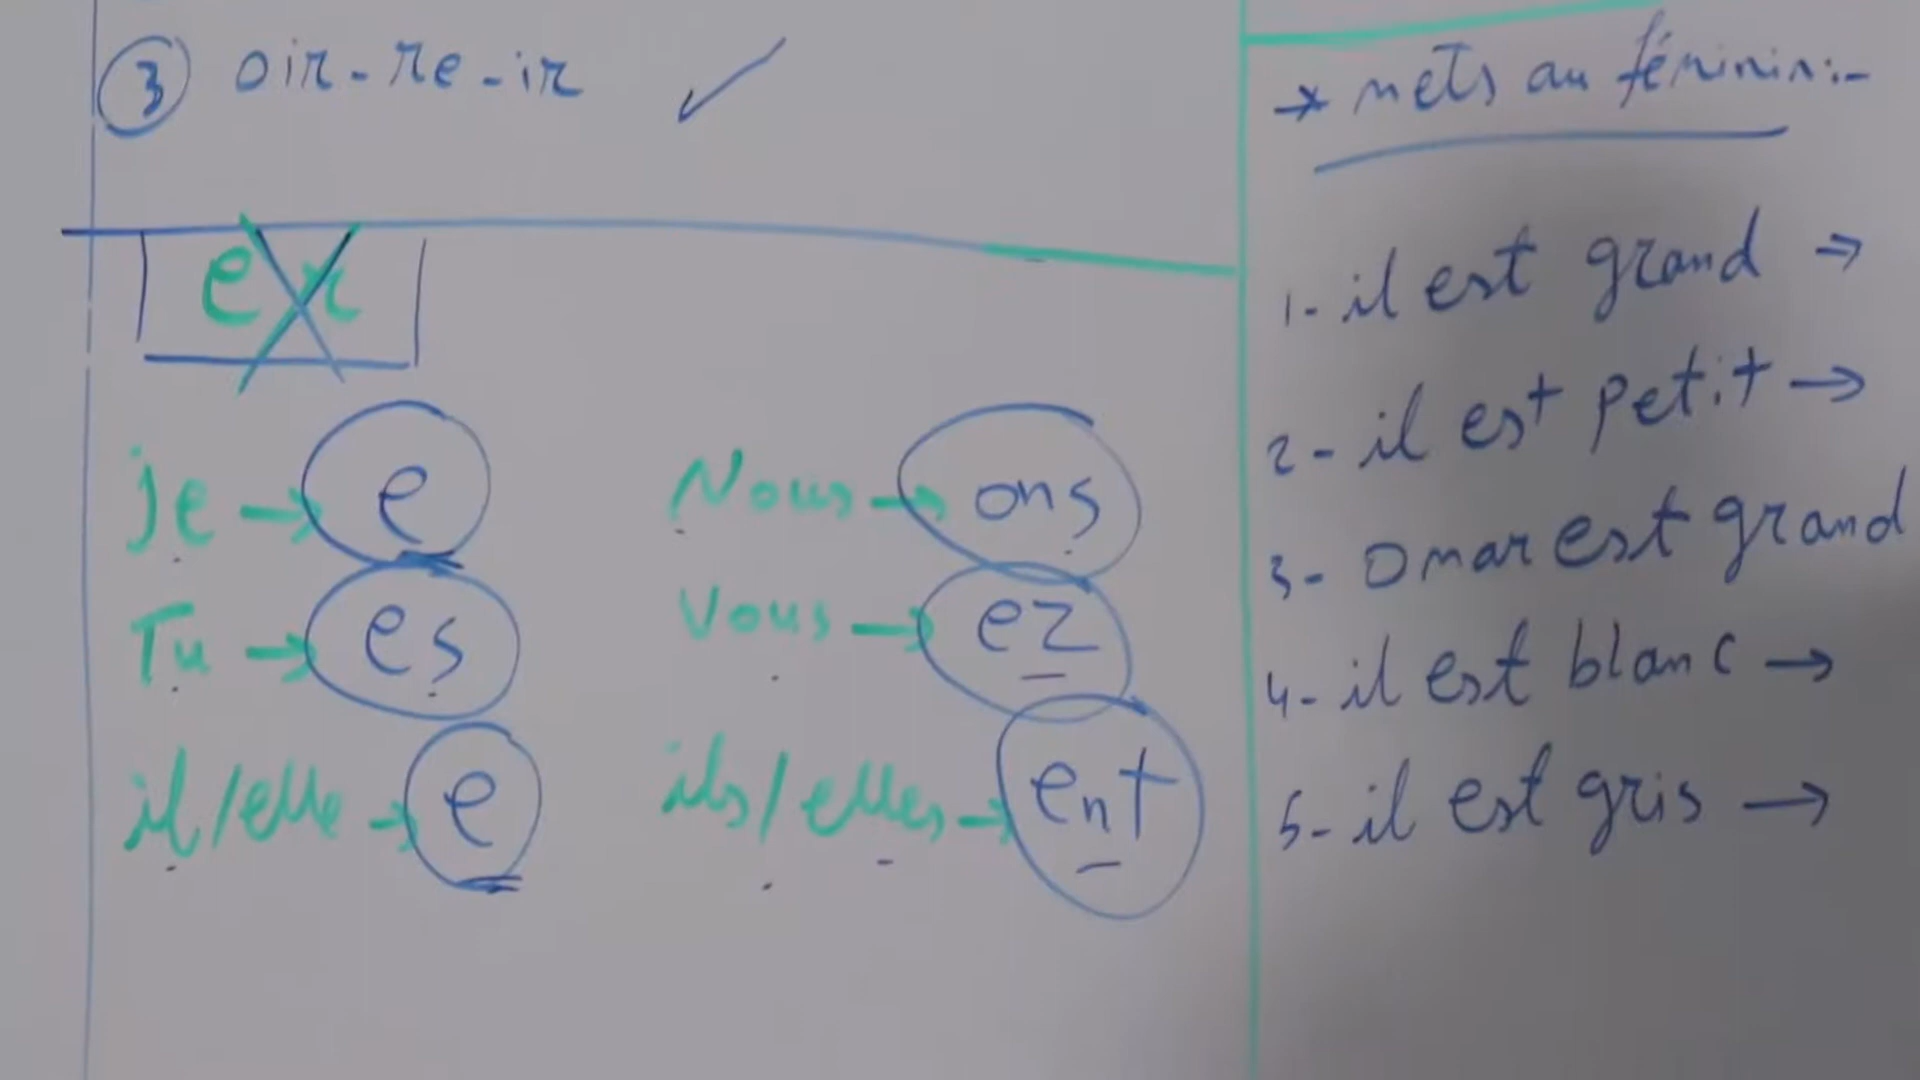 3 oir - re - ir ✓
er
je → e
Tu → es
il/elle → e
Nous → ons
Vous → ez
ils/elles → ent
→ mets au féminin :-
1 - il est grand ⇒
2 - il est petit →
3 - Omar est grand
4 - il est blanc →
5 - il est gris →